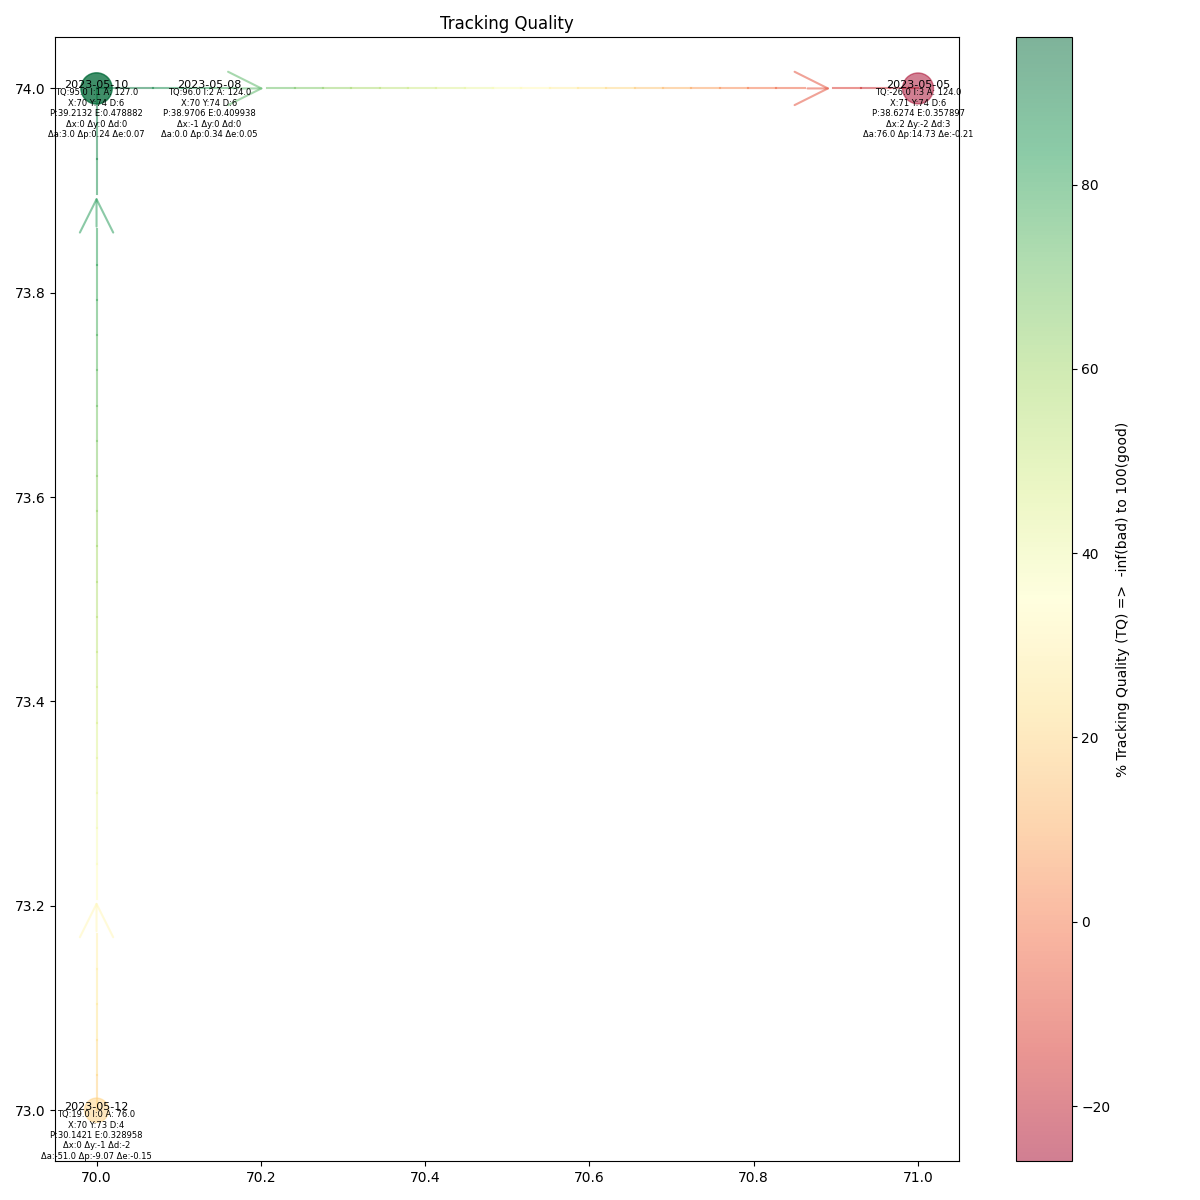 Tracking Quality
2023-05-10
TQ:95.0 I:1 A: 127.0
X:70 Y:74 D:6
P:39.2132 E:0.478882
Δx:0 Δy:0 Δd:0
Δa:3.0 Δp:0.24 Δe:0.07
2023-05-08
TQ:96.0 I:2 A: 124.0
X:70 Y:74 D:6
P:38.9706 E:0.409938
Δx:-1 Δy:0 Δd:0
Δa:0.0 Δp:0.34 Δe:0.05
2023-05-05
TQ:-26.0 I:3 A: 124.0
X:71 Y:74 D:6
P:38.6274 E:0.357897
Δx:2 Δy:-2 Δd:3
Δa:76.0 Δp:14.73 Δe:-0.21
2023-05-12
TQ:19.0 I:0 A: 76.0
X:70 Y:73 D:4
P:30.1421 E:0.328958
Δx:0 Δy:-1 Δd:-2
Δa:-51.0 Δp:-9.07 Δe:-0.15
74.0
73.8
73.6
73.4
73.2
73.0
70.0
70.2
70.4
70.6
70.8
71.0
80
60
40
20
0
−20
% Tracking Quality (TQ) => -inf(bad) to 100(good)